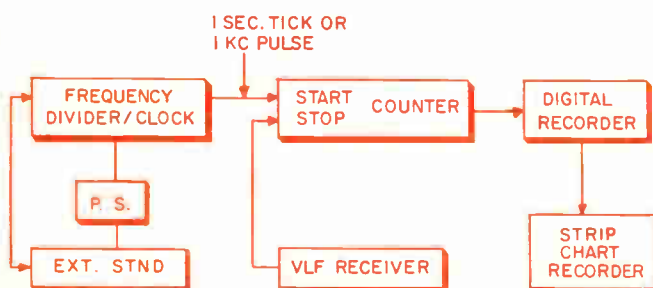 1 SEC. TICK OR
1 KC PULSE
FREQUENCY
DIVIDER/CLOCK
START
STOP
COUNTER
DIGITAL
RECORDER
P. S.
EXT. STND
VLF RECEIVER
STRIP
CHART
RECORDER